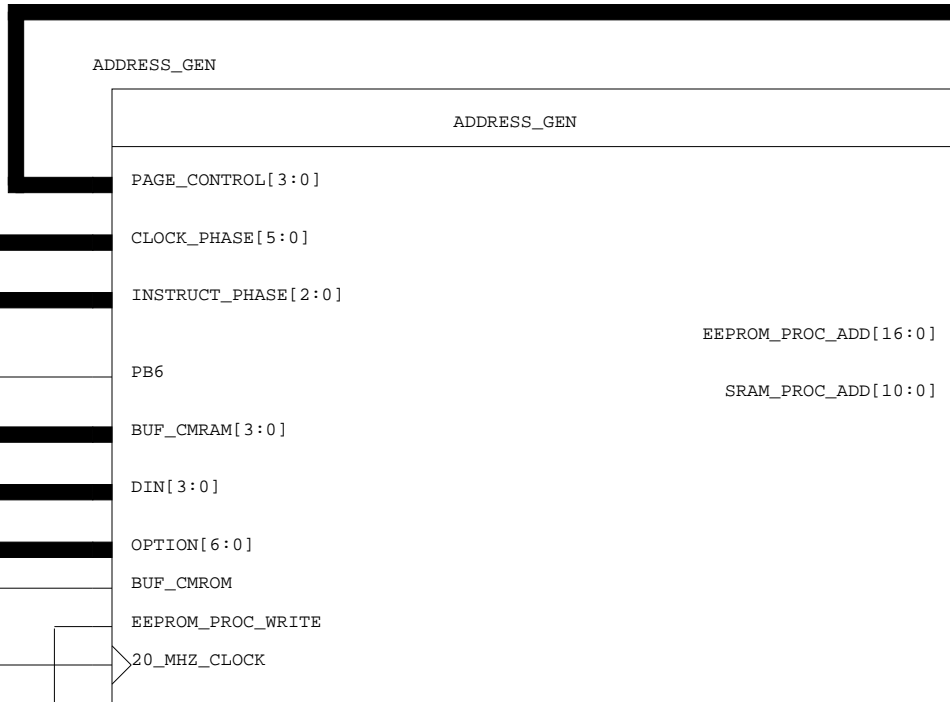 ADDRESS_GEN
ADDRESS_GEN
PAGE_CONTROL[3:0]
CLOCK_PHASE[5:0]
INSTRUCT_PHASE[2:0]
EEPROM_PROC_ADD[16:0]
PB6
SRAM_PROC_ADD[10:0]
BUF_CMRAM[3:0]
DIN[3:0]
OPTION[6:0]
BUF_CMROM
EEPROM_PROC_WRITE
20_MHZ_CLOCK